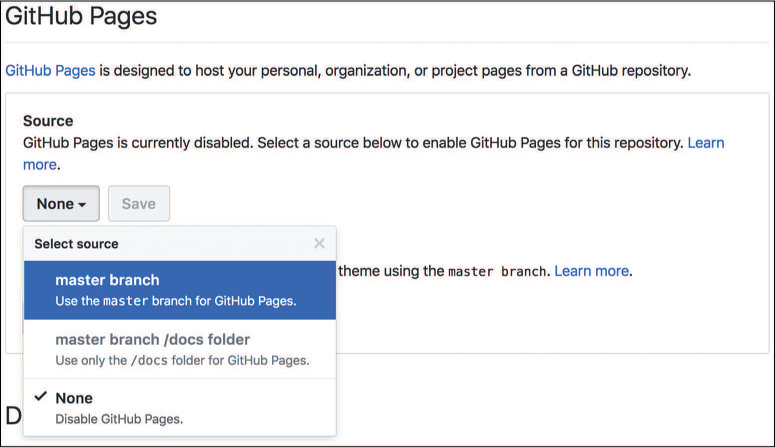 GitHub Pages
GitHub Pages is designed to host your personal, organization, or project pages from a GitHub repository.
Source
GitHub Pages is currently disabled. Select a source below to enable GitHub Pages for this repository. Learn
more.
None
Save
Select source
theme using the master branch. Learn more.
master branch
Use the master branch for GitHub Pages.
master branch /docs folder
Use only the /docs folder for GitHub Pages.
None
Disable GitHub Pages.
D